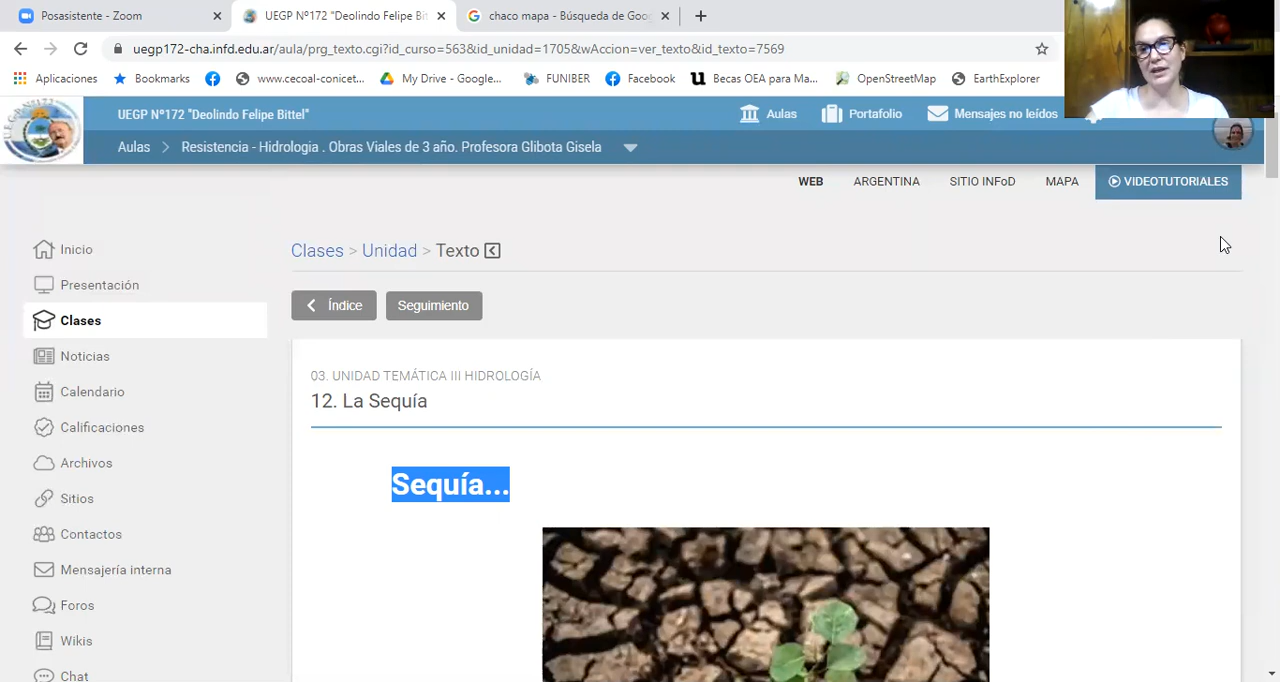 Posasistente - Zoom
UEGP Nº172 "Deolindo Felipe Bit
chaco mapa - Búsqueda de Goo
uegp172-cha.infd.edu.ar/aula/prg_texto.cgi?id_curso=563&id_unidad=1705&wAccion=ver_texto&id_texto=7569
Aplicaciones Bookmarks www.cecoal-conicet... My Drive - Google... FUNIBER Facebook Becas OEA para Ma... OpenStreetMap EarthExplorer
UEGP Nº172 "Deolindo Felipe Bittel"
Aulas Portafolio Mensajes no leídos
Aulas > Resistencia - Hidrologia . Obras Viales de 3 año. Profesora Glibota Gisela
WEB ARGENTINA SITIO INFoD MAPA VIDEOTUTORIALES
Inicio
Presentación
Clases
Noticias
Calendario
Calificaciones
Archivos
Sitios
Contactos
Mensajería interna
Foros
Wikis
Chat
Clases > Unidad > Texto
Índice Seguimiento
03. UNIDAD TEMÁTICA III HIDROLOGÍA
12. La Sequía
Sequía...